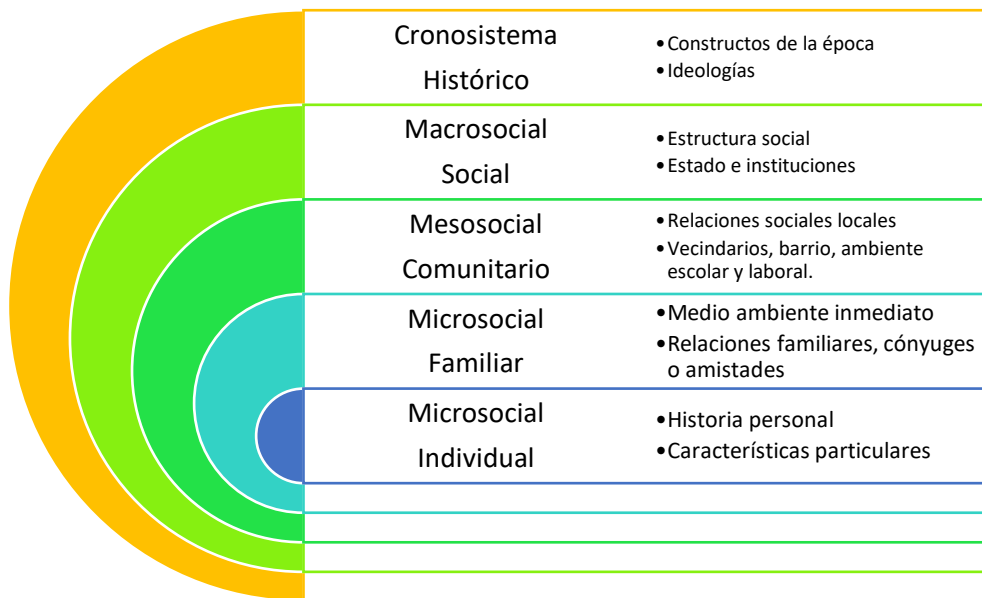 Cronosistema
Histórico
•Constructos de la época
•Ideologías
Macrosocial
Social
•Estructura social
•Estado e instituciones
Mesosocial
Comunitario
•Relaciones sociales locales
•Vecindarios, barrio, ambiente
escolar y laboral.
Microsocial
Familiar
•Medio ambiente inmediato
•Relaciones familiares, cónyuges
o amistades
Microsocial
Individual
•Historia personal
•Características particulares